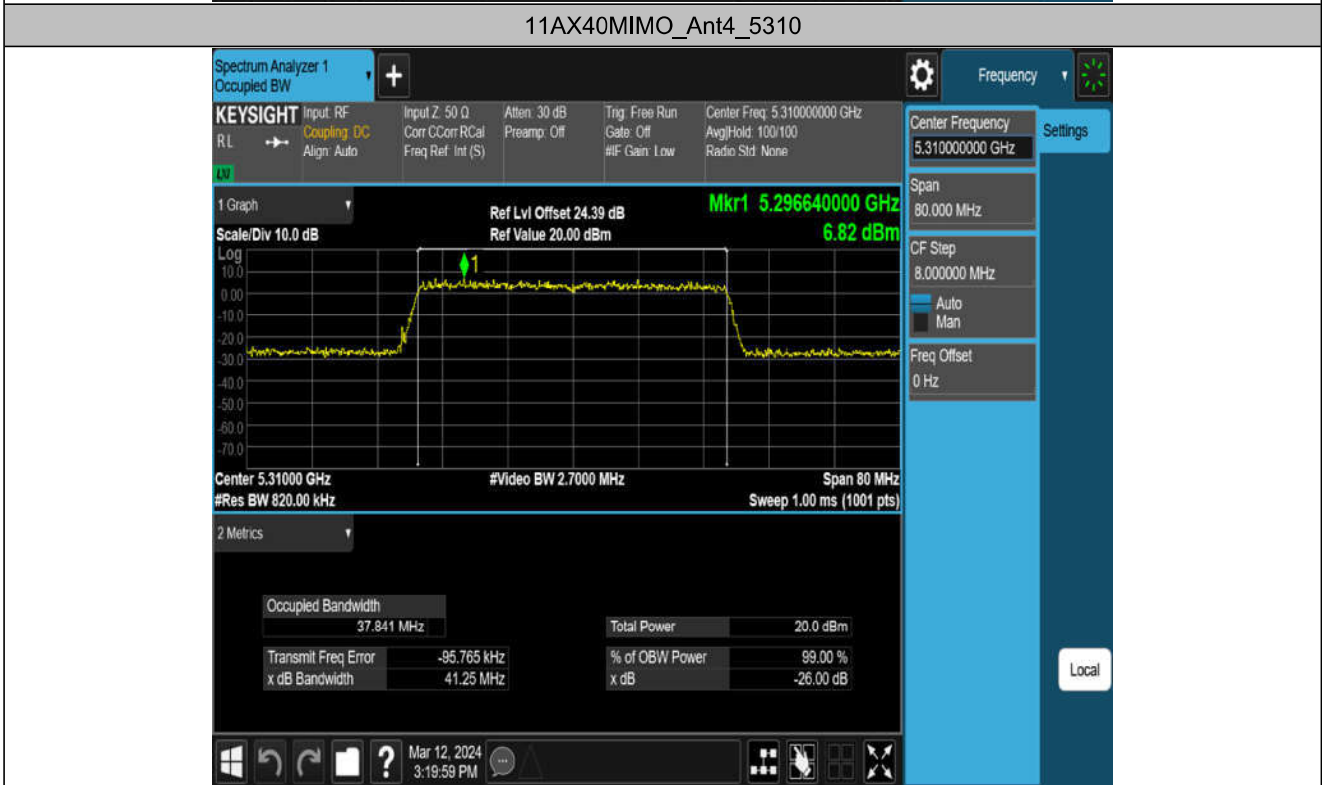 11AX40MIMO_Ant4_5310
Spectrum Analyzer 1
Occupied BW
+
Frequency
KEYSIGHT
Input: RF
Coupling: DC
Align: Auto
RL
Input Z: 50 Ω
Corr CCorr RCal
Freq Ref: Int (S)
Atten: 30 dB
Preamp: Off
Trig: Free Run
Gate: Off
#IF Gain: Low
Center Freq: 5.310000000 GHz
Avg|Hold: 100/100
Radio Std: None
Center Frequency
5.310000000 GHz
Settings
Span
80.000 MHz
CF Step
8.000000 MHz
Auto
Man
Freq Offset
0 Hz
Local
1 Graph
Scale/Div 10.0 dB
Ref Lvl Offset 24.39 dB
Ref Value 20.00 dBm
Mkr1 5.296640000 GHz
6.82 dBm
Log
10.0
0.00
-10.0
-20.0
-30.0
-40.0
-50.0
-60.0
-70.0
1
Center 5.31000 GHz
#Video BW 2.7000 MHz
Span 80 MHz
#Res BW 820.00 kHz
Sweep 1.00 ms (1001 pts)
2 Metrics
Occupied Bandwidth
37.841 MHz
Total Power 20.0 dBm
Transmit Freq Error -95.765 kHz
% of OBW Power 99.00 %
x dB Bandwidth 41.25 MHz
x dB -26.00 dB
?
Mar 12, 2024
3:19:59 PM